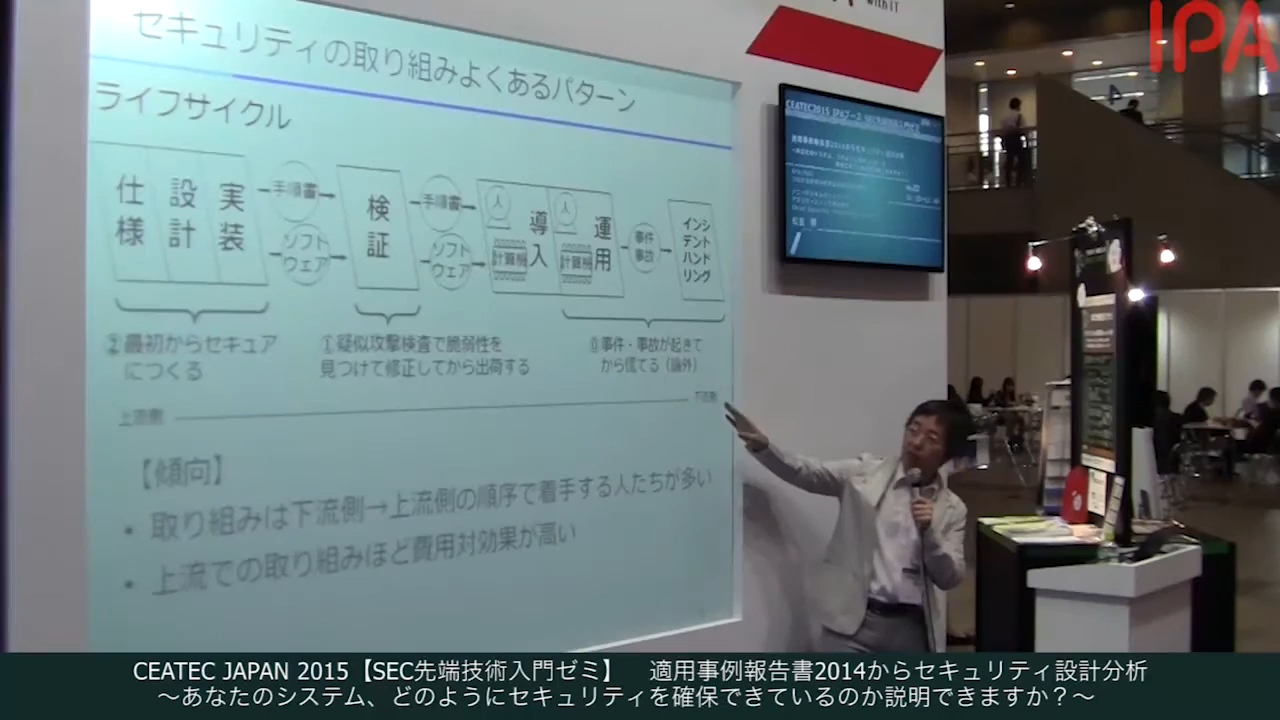 WITH IT
IPA
セキュリティの取り組みよくあるパターン
ライフサイクル
仕様
設計
実装
手順書
ソフトウェア
検証
手順書
ソフトウェア
人
計算機
導入
人
計算機
運用
事件
事故
インシ
デント
ハンド
リング
②最初からセキュア
につくる
①疑似攻撃検査で脆弱性を
見つけて修正してから出荷する
⓪事件・事故が起きて
から慌てる（論外）
上流側
下流側
【傾向】
• 取り組みは下流側→上流側の順序で着手する人たちが多い
• 上流での取り組みほど費用対効果が高い
CEATEC JAPAN 2015【SEC先端技術入門ゼミ】　適用事例報告書2014からセキュリティ設計分析
～あなたのシステム、どのようにセキュリティを確保できているのか説明できますか？～